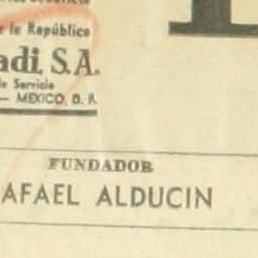 e la República
adi, S.A.
de Servicio
— MEXICO, D. F.
FUNDADOR
AFAEL ALDUCIN